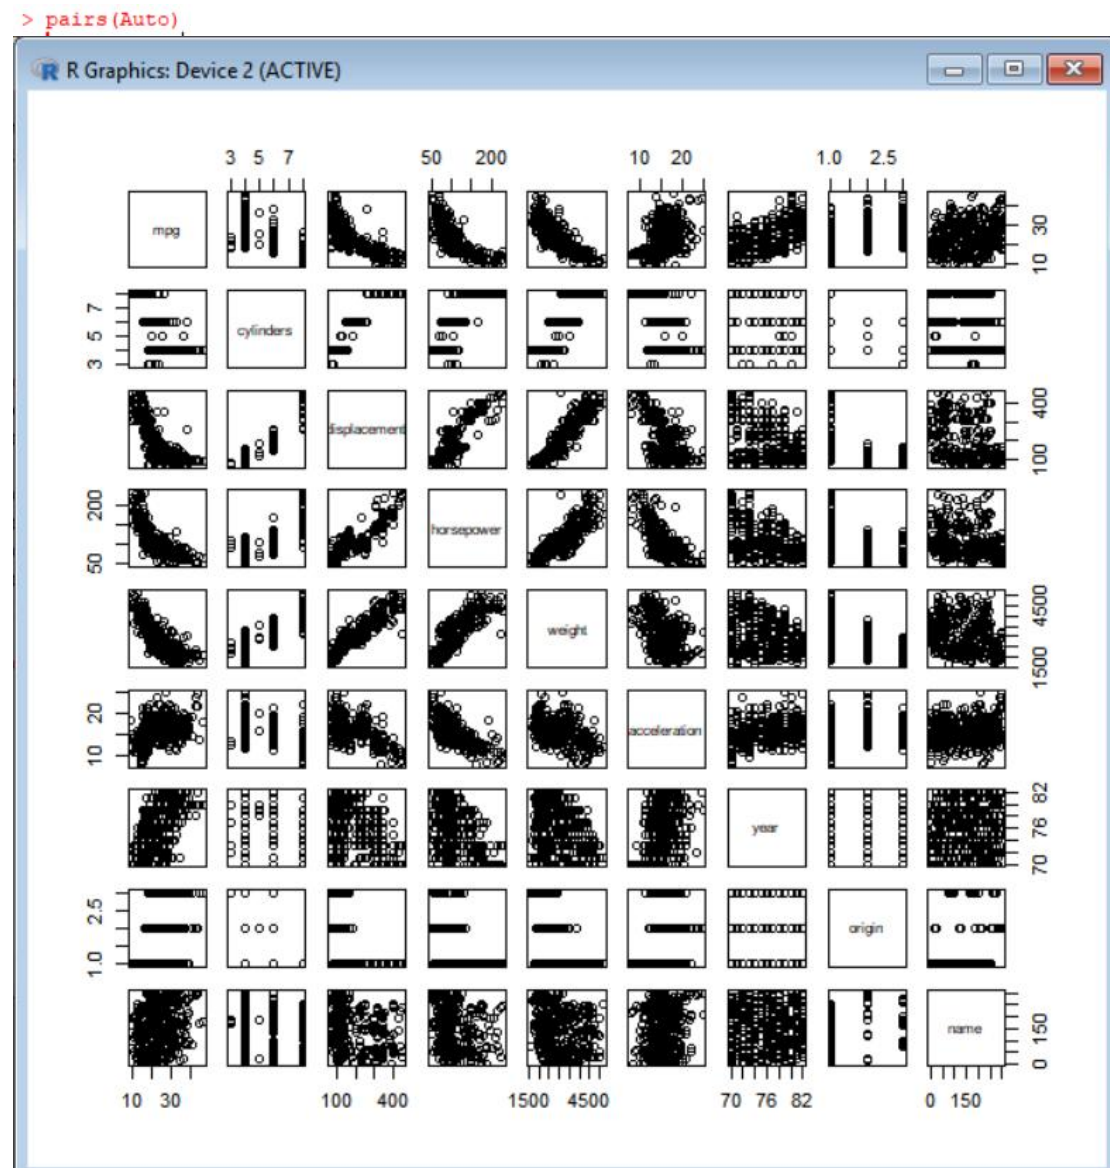 > pairs(Auto)
R Graphics: Device 2 (ACTIVE)
3 5 7 50 200 10 20 1.0 2.5
mpg
10 30
3 5 7
cylinders
displacement
100 400
50 200
horsepower
weight
1500 4500
10 20
acceleration
year
70 76 82
1.0 2.5
origin
name
0 150
10 30 100 400 1500 4500 70 76 82 0 150